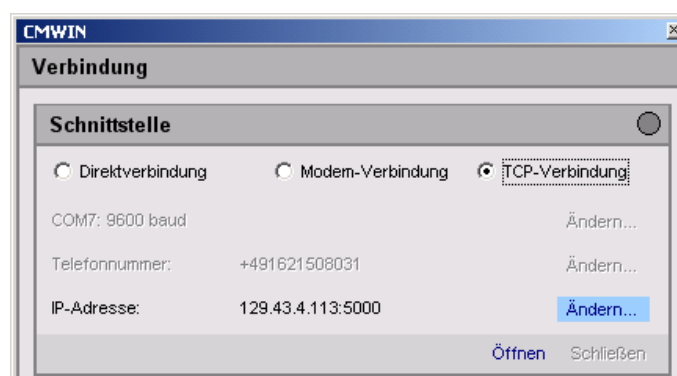 CMWIN
Verbindung
Schnittstelle
Direktverbindung Modem-Verbindung TCP-Verbindung
COM7: 9600 baud Ändern...
Telefonnummer: +491621508031 Ändern...
IP-Adresse: 129.43.4.113:5000 Ändern...
Öffnen Schließen